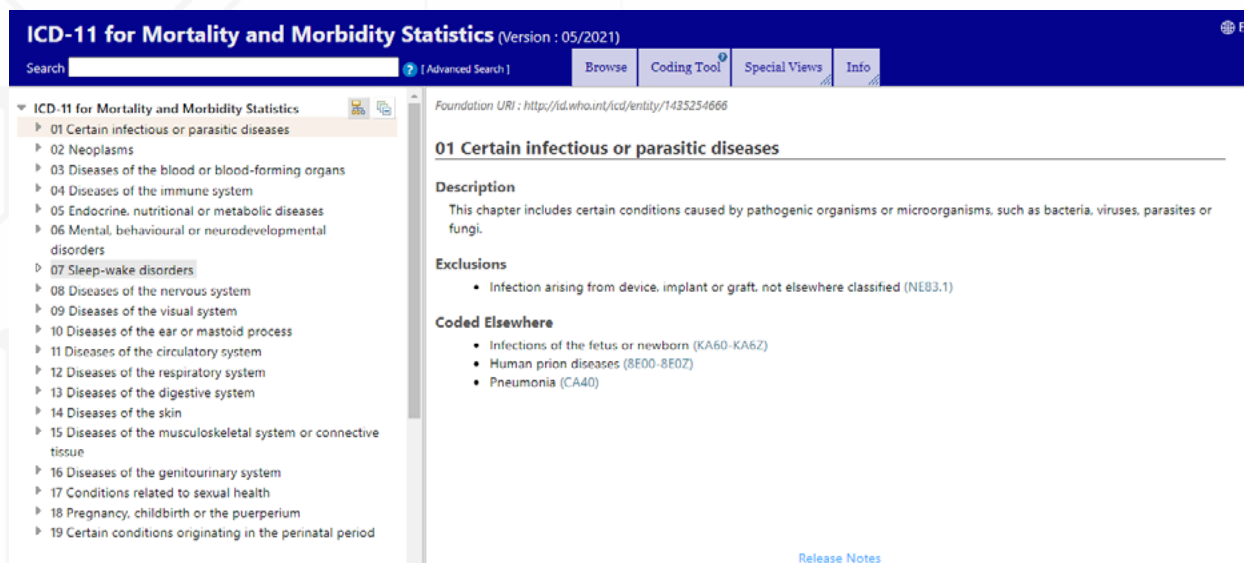 ICD-11 for Mortality and Morbidity Statistics (Version : 05/2021)
E
Search
? [ Advanced Search ]
Browse
Coding Tool ?
Special Views
Info
ICD-11 for Mortality and Morbidity Statistics
01 Certain infectious or parasitic diseases
02 Neoplasms
03 Diseases of the blood or blood-forming organs
04 Diseases of the immune system
05 Endocrine, nutritional or metabolic diseases
06 Mental, behavioural or neurodevelopmental
disorders
07 Sleep-wake disorders
08 Diseases of the nervous system
09 Diseases of the visual system
10 Diseases of the ear or mastoid process
11 Diseases of the circulatory system
12 Diseases of the respiratory system
13 Diseases of the digestive system
14 Diseases of the skin
15 Diseases of the musculoskeletal system or connective
tissue
16 Diseases of the genitourinary system
17 Conditions related to sexual health
18 Pregnancy, childbirth or the puerperium
19 Certain conditions originating in the perinatal period
Foundation URI : http://id.who.int/icd/entity/1435254666
01 Certain infectious or parasitic diseases
Description
This chapter includes certain conditions caused by pathogenic organisms or microorganisms, such as bacteria, viruses, parasites or
fungi.
Exclusions
• Infection arising from device, implant or graft, not elsewhere classified (NE83.1)
Coded Elsewhere
• Infections of the fetus or newborn (KA60-KA6Z)
• Human prion diseases (8E00-8E0Z)
• Pneumonia (CA40)
Release Notes